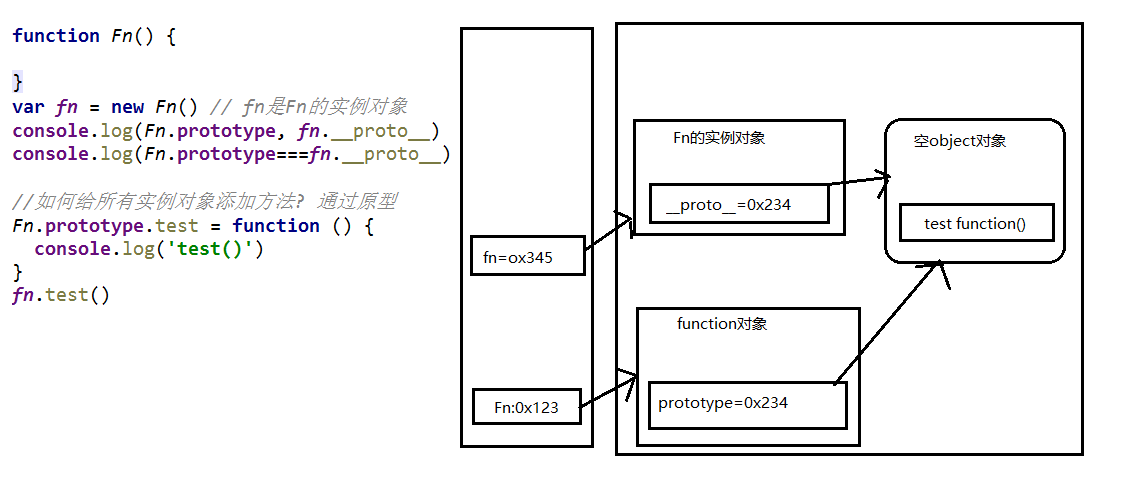 function Fn() {
}
var fn = new Fn() // fn是Fn的实例对象
console.log(Fn.prototype, fn.__proto__)
console.log(Fn.prototype===fn.__proto__)
//如何给所有实例对象添加方法? 通过原型
Fn.prototype.test = function () {
  console.log('test()')
}
fn.test()
fn=ox345
Fn:0x123
Fn的实例对象
__proto__=0x234
function对象
prototype=0x234
空object对象
test function()